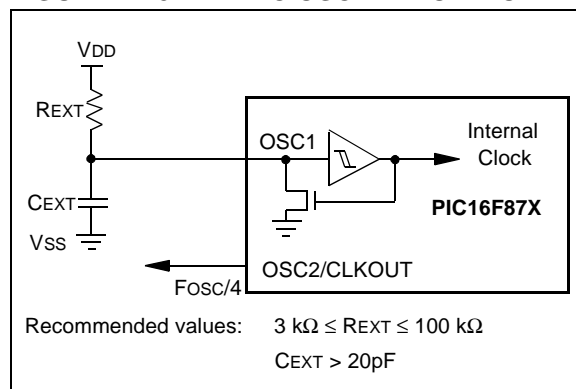 VDD
REXT
OSC1
Internal
Clock
CEXT
PIC16F87X
VSS
OSC2/CLKOUT
FOSC/4
Recommended values: 3 kΩ ≤ REXT ≤ 100 kΩ
CEXT > 20pF